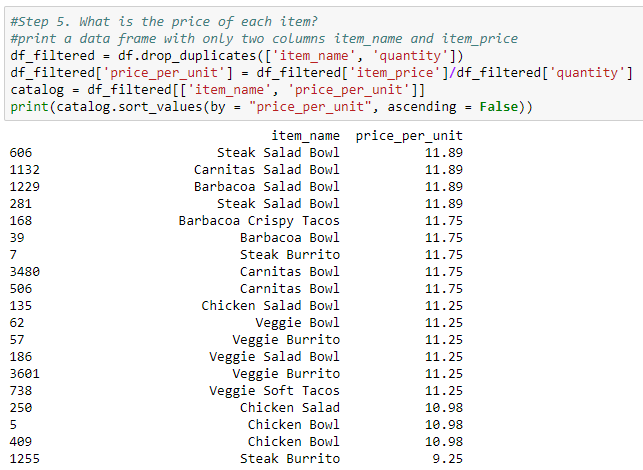 #Step 5. What is the price of each item?
#print a data frame with only two columns item_name and item_price
df_filtered = df.drop_duplicates(['item_name', 'quantity'])
df_filtered['price_per_unit'] = df_filtered['item_price']/df_filtered['quantity']
catalog = df_filtered[['item_name', 'price_per_unit']]
print(catalog.sort_values(by = "price_per_unit", ascending = False))
item_name price_per_unit
606 Steak Salad Bowl 11.89
1132 Carnitas Salad Bowl 11.89
1229 Barbacoa Salad Bowl 11.89
281 Steak Salad Bowl 11.89
168 Barbacoa Crispy Tacos 11.75
39 Barbacoa Bowl 11.75
7 Steak Burrito 11.75
3480 Carnitas Bowl 11.75
506 Carnitas Bowl 11.75
135 Chicken Salad Bowl 11.25
62 Veggie Bowl 11.25
57 Veggie Burrito 11.25
186 Veggie Salad Bowl 11.25
3601 Veggie Burrito 11.25
738 Veggie Soft Tacos 11.25
250 Chicken Salad 10.98
5 Chicken Bowl 10.98
409 Chicken Bowl 10.98
1255 Steak Burrito 9.25